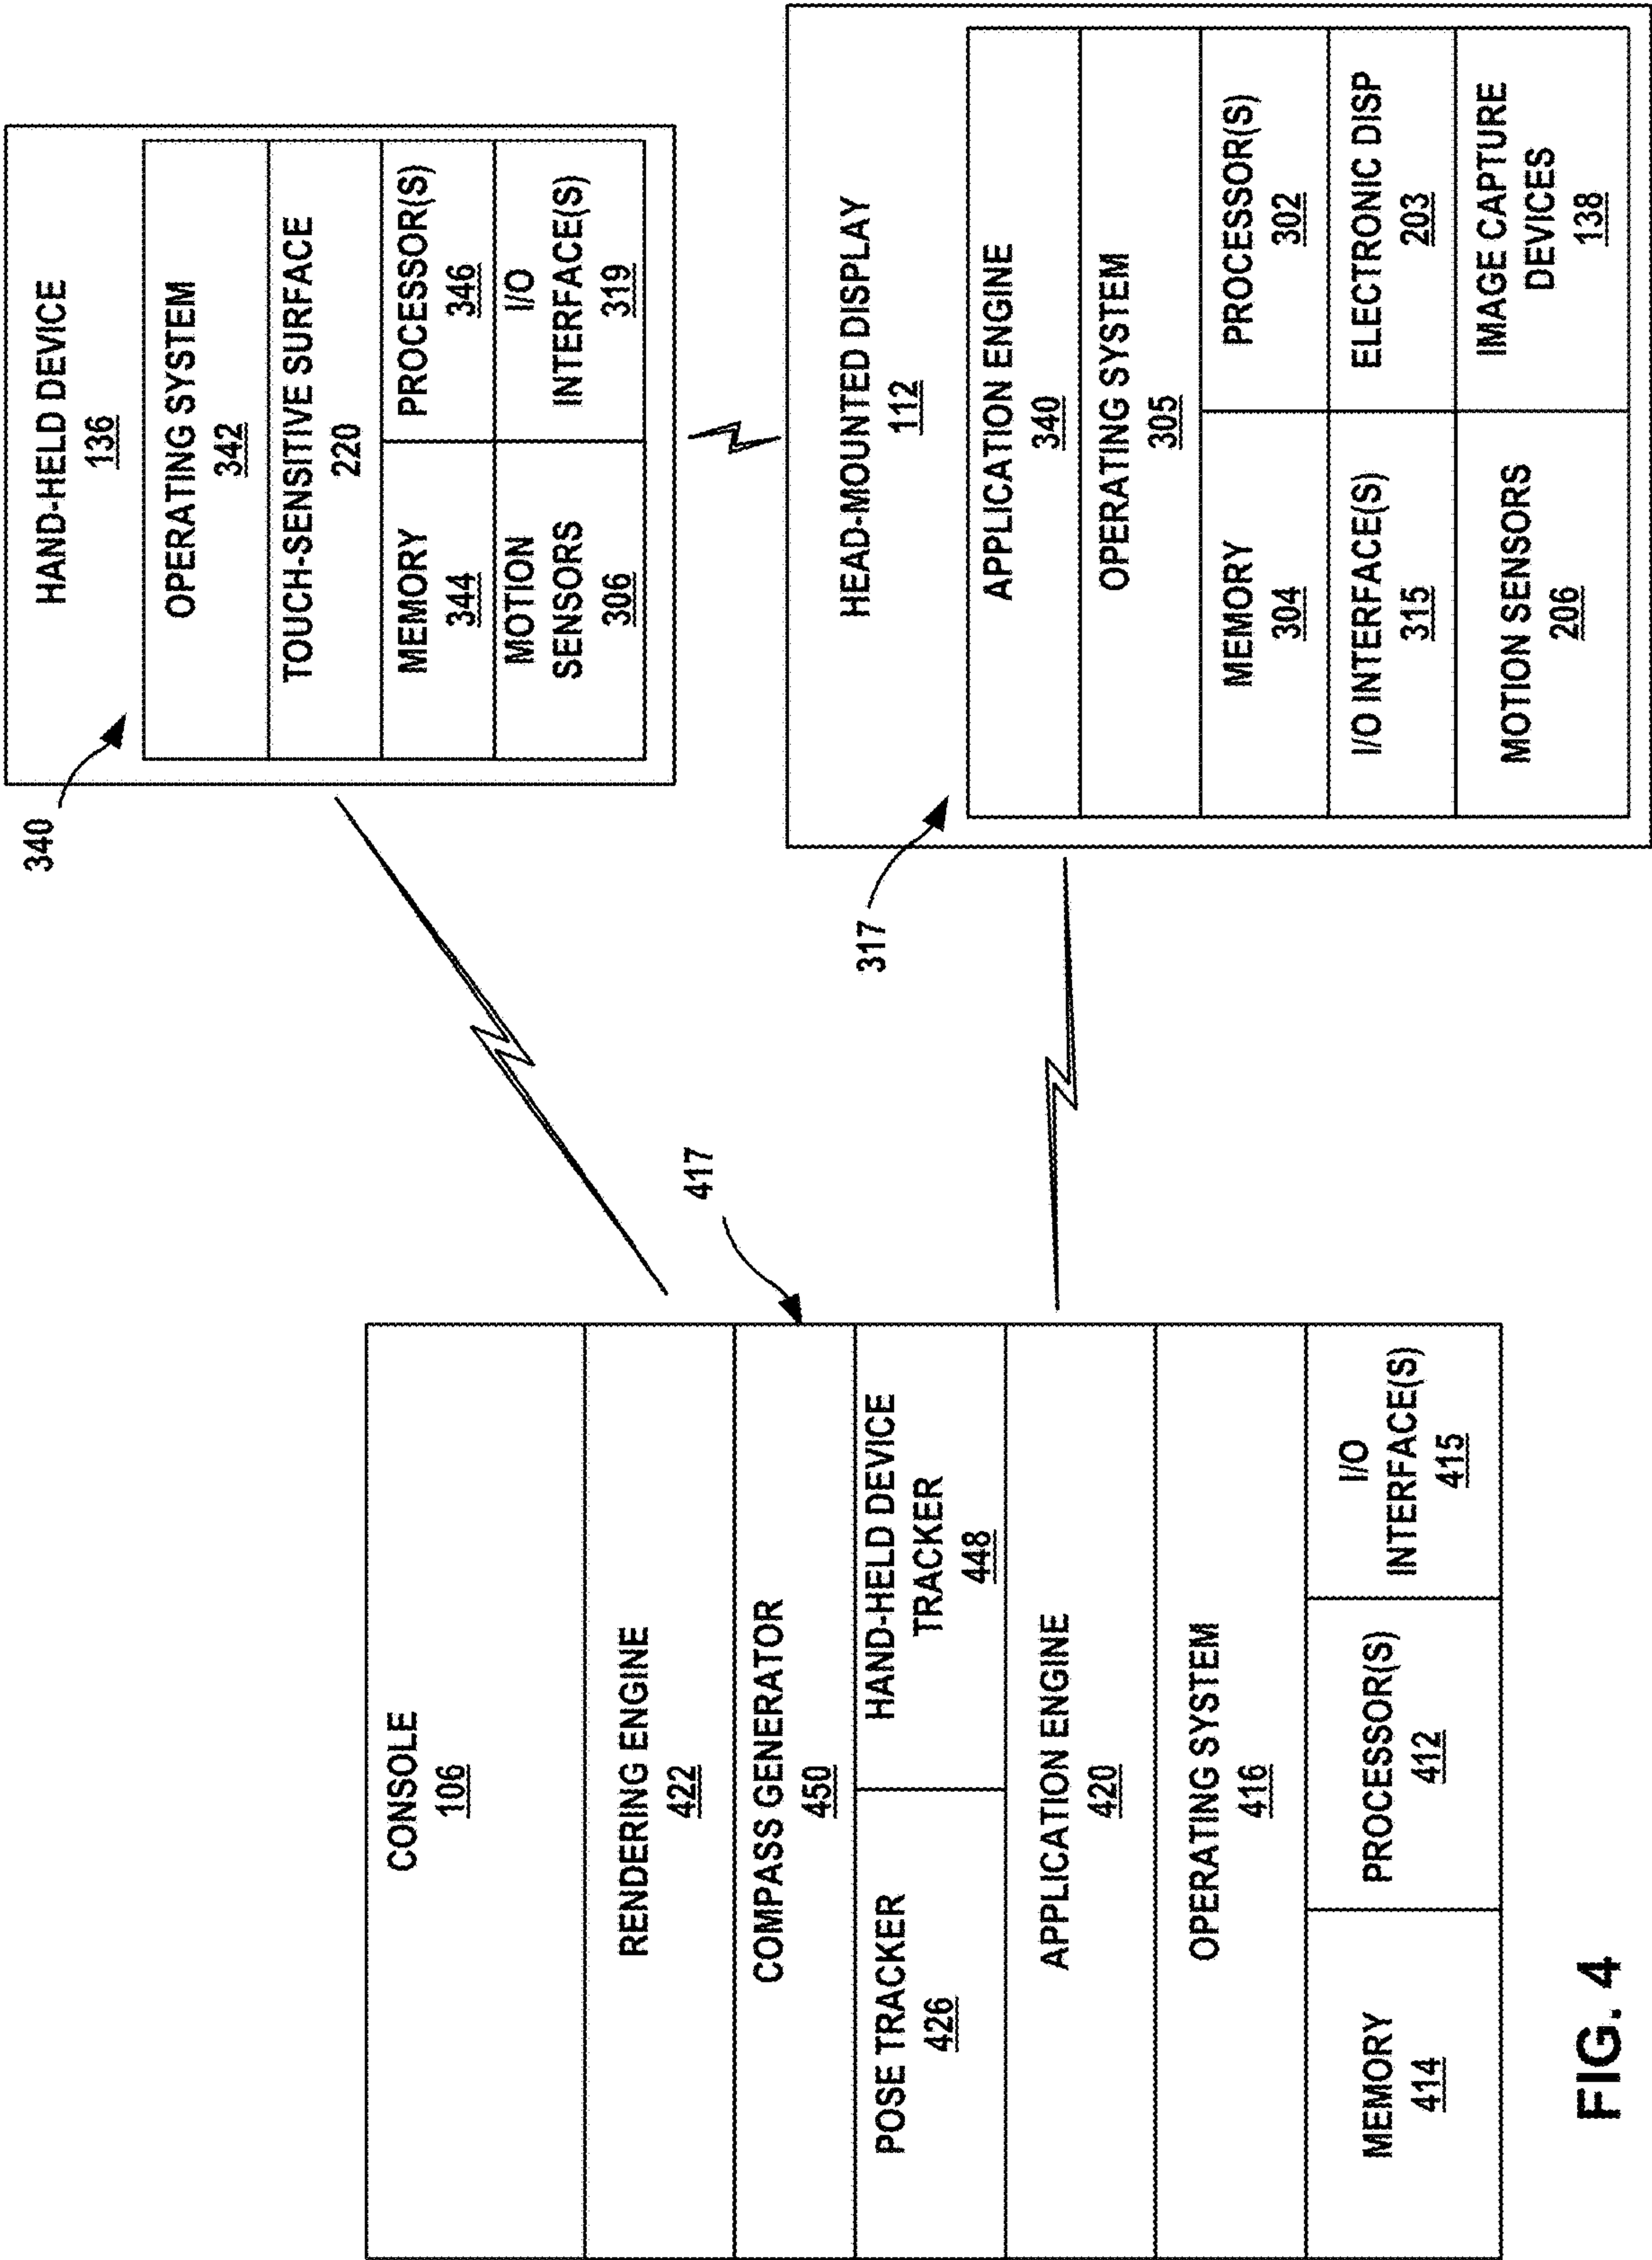 CONSOLE
106
RENDERING ENGINE
422
COMPASS GENERATOR
450
POSE TRACKER
426
HAND-HELD DEVICE
TRACKER
448
APPLICATION ENGINE
420
OPERATING SYSTEM
416
MEMORY
414
PROCESSOR(S)
412
I/O
INTERFACE(S)
415
417
340
HAND-HELD DEVICE
136
OPERATING SYSTEM
342
TOUCH-SENSITIVE SURFACE
220
MEMORY
344
PROCESSOR(S)
346
MOTION
SENSORS
306
I/O
INTERFACE(S)
319
317
HEAD-MOUNTED DISPLAY
112
APPLICATION ENGINE
340
OPERATING SYSTEM
305
MEMORY
304
PROCESSOR(S)
302
I/O INTERFACE(S)
315
ELECTRONIC DISP
203
MOTION SENSORS
206
IMAGE CAPTURE
DEVICES
138
FIG. 4